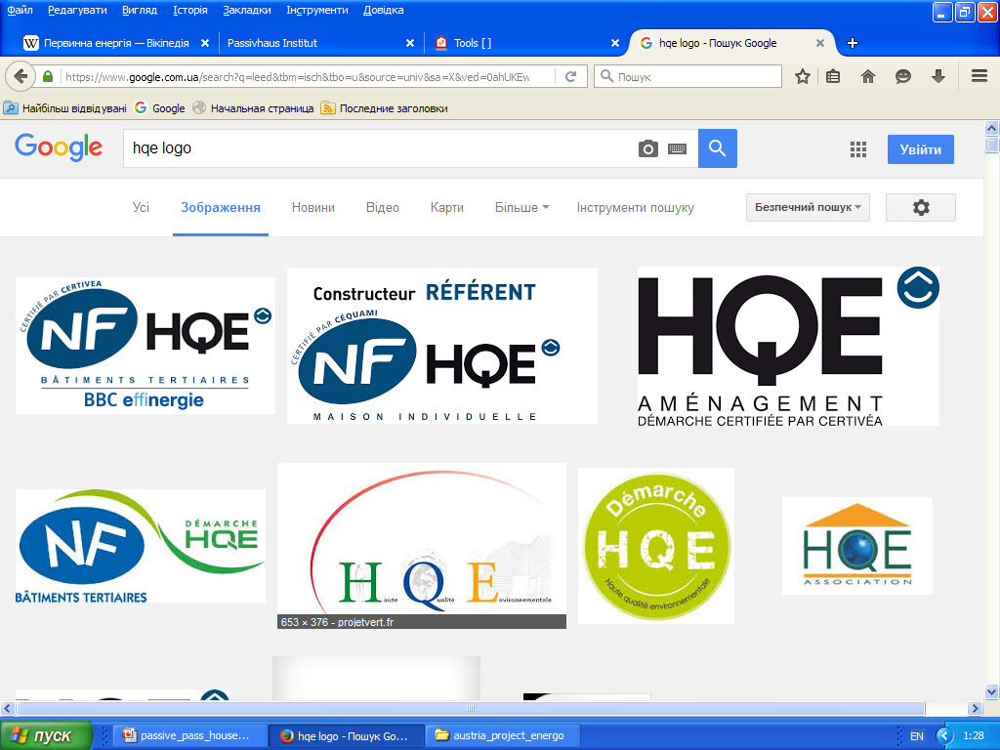 Файл Редагувати Вигляд Історія Закладки Інструменти Довідка
W Первинна енергія — Вікіпедія Passivhaus Institut Tools [ ] hqe logo - Пошук Google
https://www.google.com.ua/search?q=leed&tbm=isch&tbo=u&source=univ&sa=X&ved=0ahUKEw Пошук
Найбільш відвідувані Google Начальная страница Последние заголовки
Google hqe logo Увійти
Усі Зображення Новини Відео Карти Більше Інструменти пошуку Безпечний пошук
CERTIFIÉ PAR CERTIVEA
NF HQE
BÂTIMENTS TERTIAIRES
BBC effinergie
Constructeur RÉFÉRENT
CERTIFIÉ PAR CÉQUAMI
NF HQE
MAISON INDIVIDUELLE
HQE
AMÉNAGEMENT
DÉMARCHE CERTIFIÉE PAR CERTIVÉA
NF DÉMARCHE
HQE
BÂTIMENTS TERTIAIRES
Haute Qualité Environnementale
653 × 376 - projetvert.fr
Démarche
HQE
Haute qualité environnementale
HQE
ASSOCIATION
пуск passive_pass_house... hqe logo - Пошук Go... austria_project_energo EN 1:28